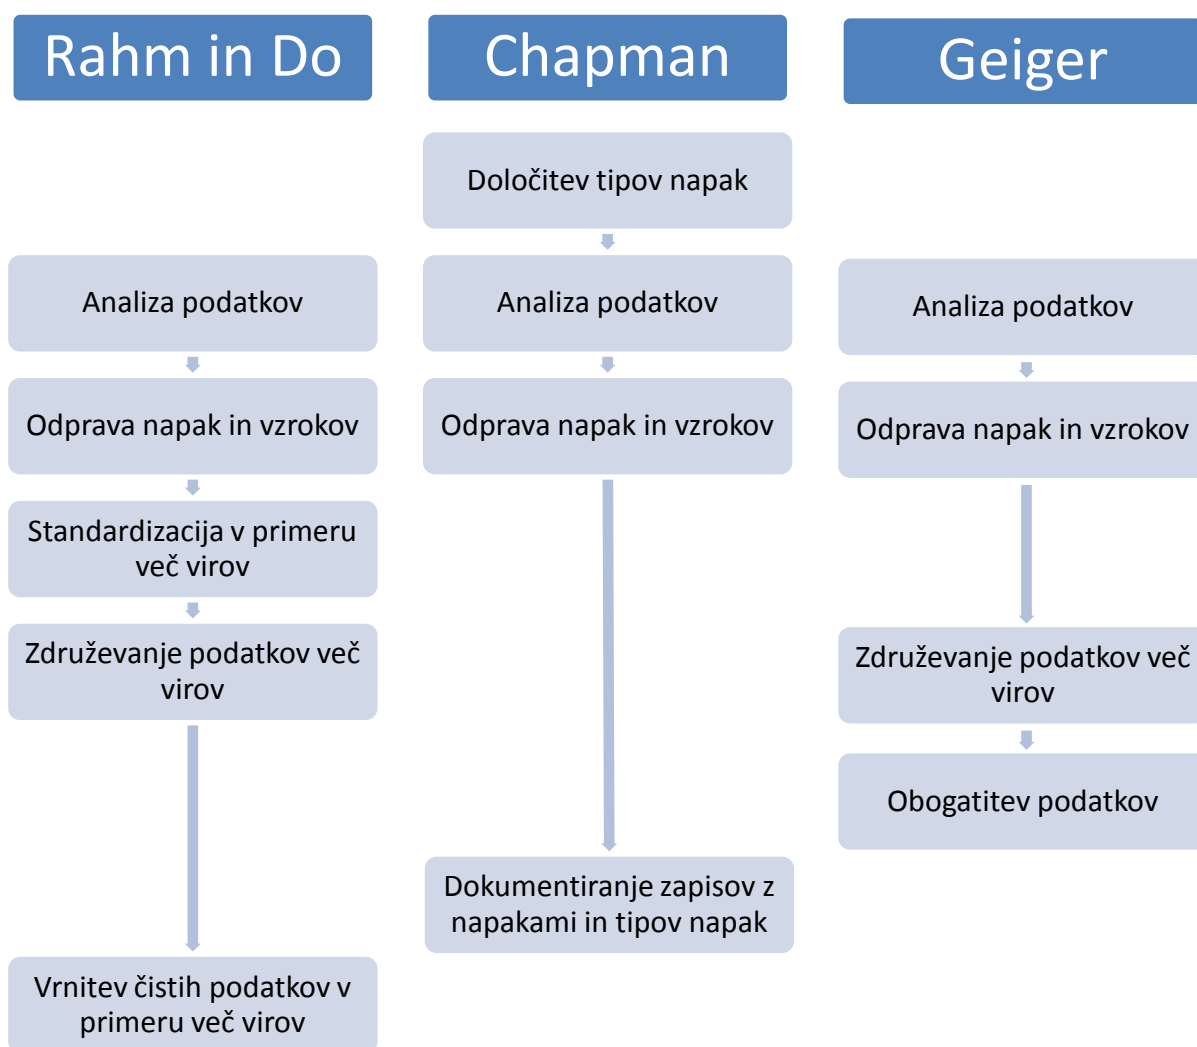 Rahm in Do
Analiza podatkov
Odprava napak in vzrokov
Standardizacija v primeru
več virov
Združevanje podatkov več
virov
Vrnitev čistih podatkov v
primeru več virov
Chapman
Določitev tipov napak
Analiza podatkov
Odprava napak in vzrokov
Dokumentiranje zapisov z
napakami in tipov napak
Geiger
Analiza podatkov
Odprava napak in vzrokov
Združevanje podatkov več
virov
Obogatitev podatkov